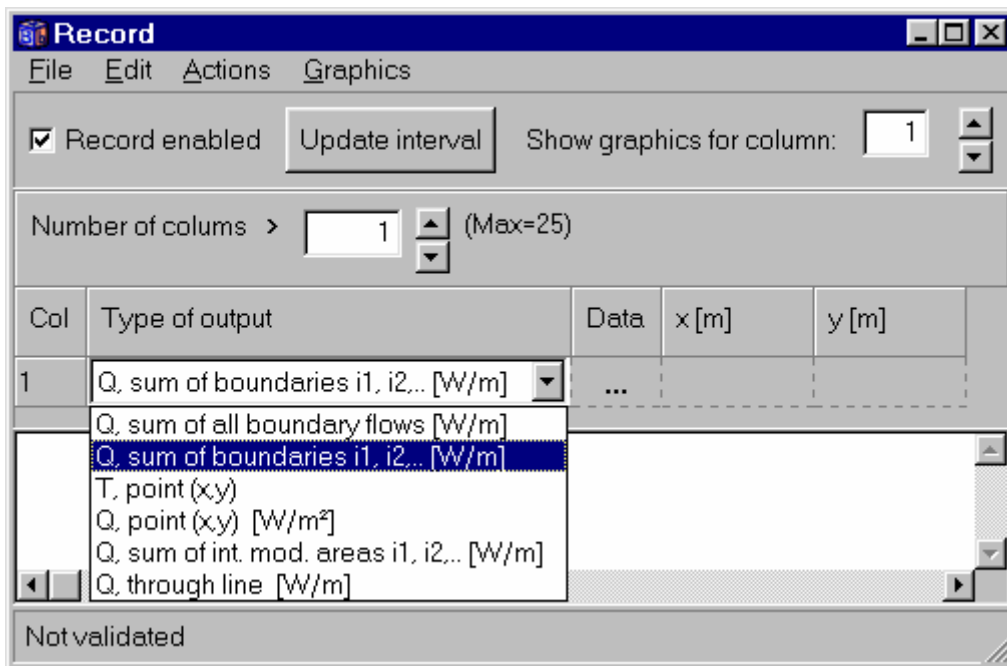 Record
File Edit Actions Graphics
Record enabled Update interval Show graphics for column: 1
Number of colums > 1 (Max=25)
Col Type of output Data x [m] y [m]
1 Q, sum of boundaries i1, i2,.. [W/m] ...
Q, sum of all boundary flows [W/m]
Q, sum of boundaries i1, i2,.. [W/m]
T, point (x,y)
Q, point (x,y) [W/m²]
Q, sum of int. mod. areas i1, i2,.. [W/m]
Q, through line [W/m]
Not validated